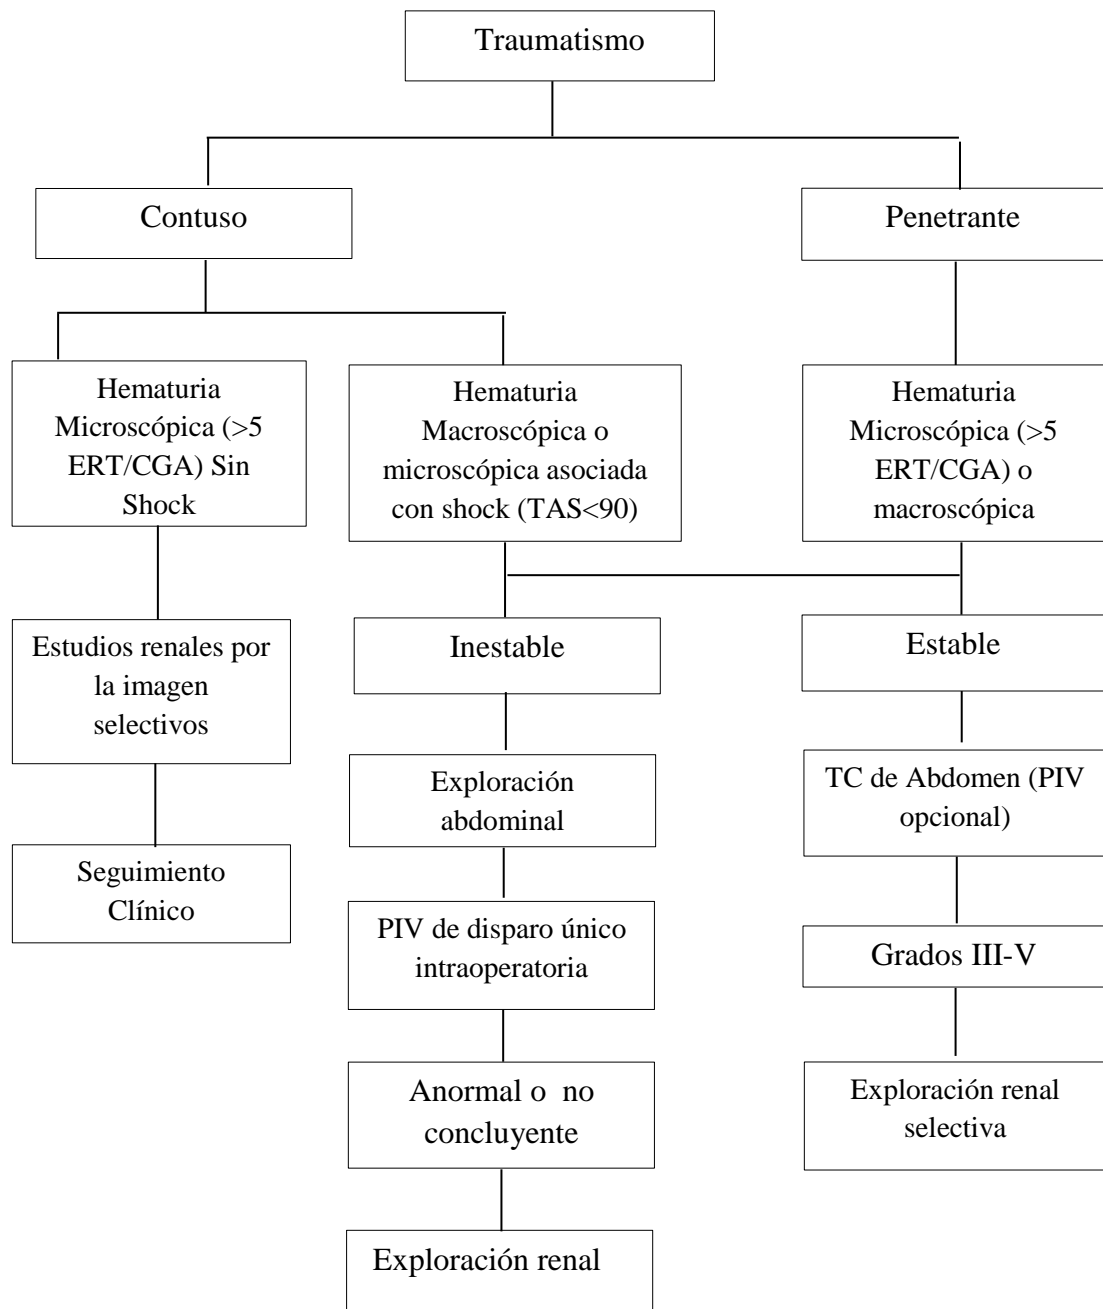 Traumatismo
Contuso
Penetrante
Hematuria
Microscópica (>5
ERT/CGA) Sin
Shock
Hematuria
Macroscópica o
microscópica asociada
con shock (TAS<90)
Hematuria
Microscópica (>5
ERT/CGA) o
macroscópica
Estudios renales por
la imagen
selectivos
Inestable
Estable
Exploración
abdominal
TC de Abdomen (PIV
opcional)
Seguimiento
Clínico
PIV de disparo único
intraoperatoria
Grados III-V
Anormal o  no
concluyente
Exploración renal
selectiva
Exploración renal